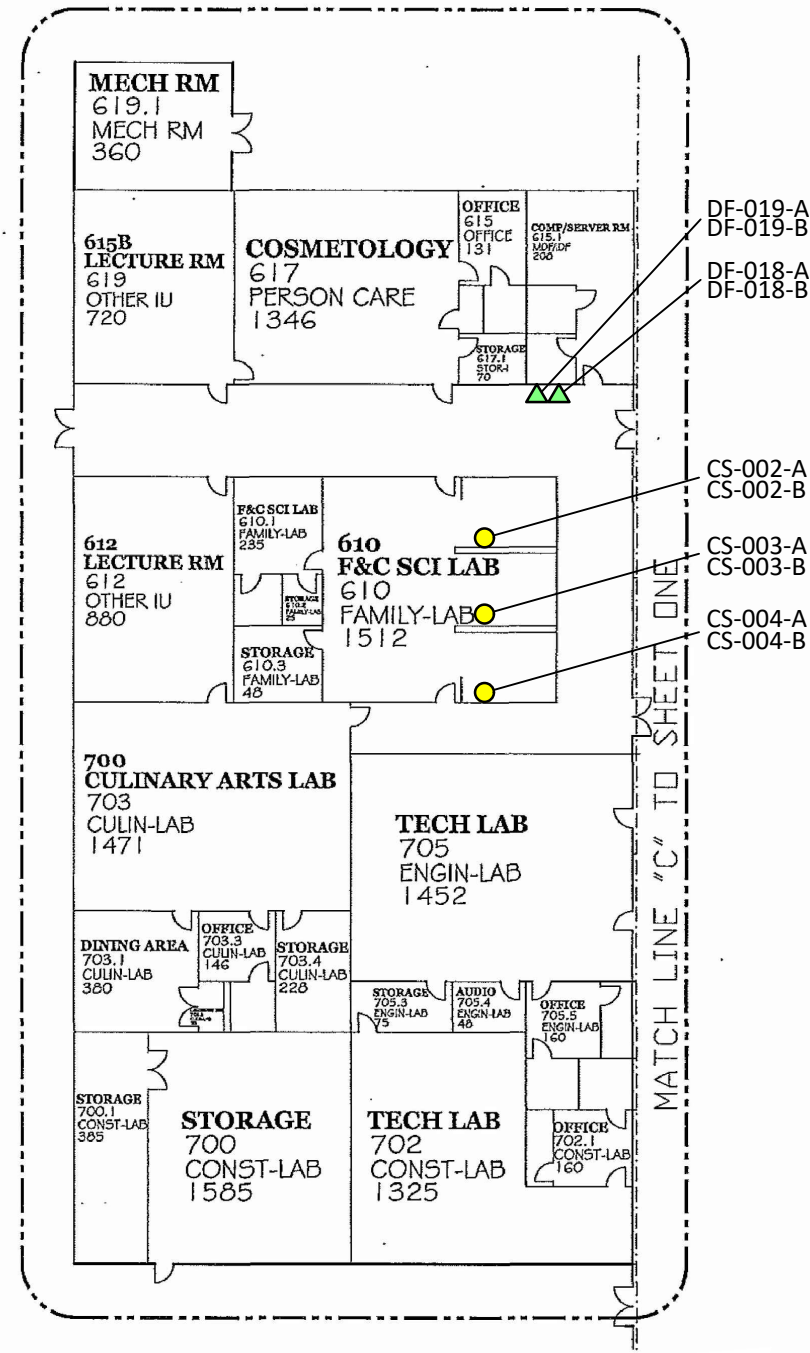 MECH RM
619.1
MECH RM
360
615B
LECTURE RM
619
OTHER IU
720
COSMETOLOGY
617
PERSON CARE
1346
OFFICE
615
OFFICE
131
COMP/SERVER RM
615.1
MDF/IDF
208
STORAGE
617.1
STOR-1
70
DF-019-A
DF-019-B
DF-018-A
DF-018-B
612
LECTURE RM
612
OTHER IU
880
F&C SCI LAB
610.1
FAMILY-LAB
235
STORAGE
610.2
FAMILY-LAB
25
STORAGE
610.3
FAMILY-LAB
48
610
F&C SCI LAB
610
FAMILY-LAB
1512
CS-002-A
CS-002-B
CS-003-A
CS-003-B
CS-004-A
CS-004-B
700
CULINARY ARTS LAB
703
CULIN-LAB
1471
TECH LAB
705
ENGIN-LAB
1452
DINING AREA
703.1
CULIN-LAB
380
OFFICE
703.3
CULIN-LAB
146
STORAGE
703.4
CULIN-LAB
228
STORAGE
705.3
ENGIN-LAB
75
AUDIO
705.4
ENGIN-LAB
48
OFFICE
705.5
ENGIN-LAB
160
STORAGE
700.1
CONST-LAB
385
STORAGE
700
CONST-LAB
1585
TECH LAB
702
CONST-LAB
1325
OFFICE
702.1
CONST-LAB
160
MATCH LINE "C" TO SHEET ONE